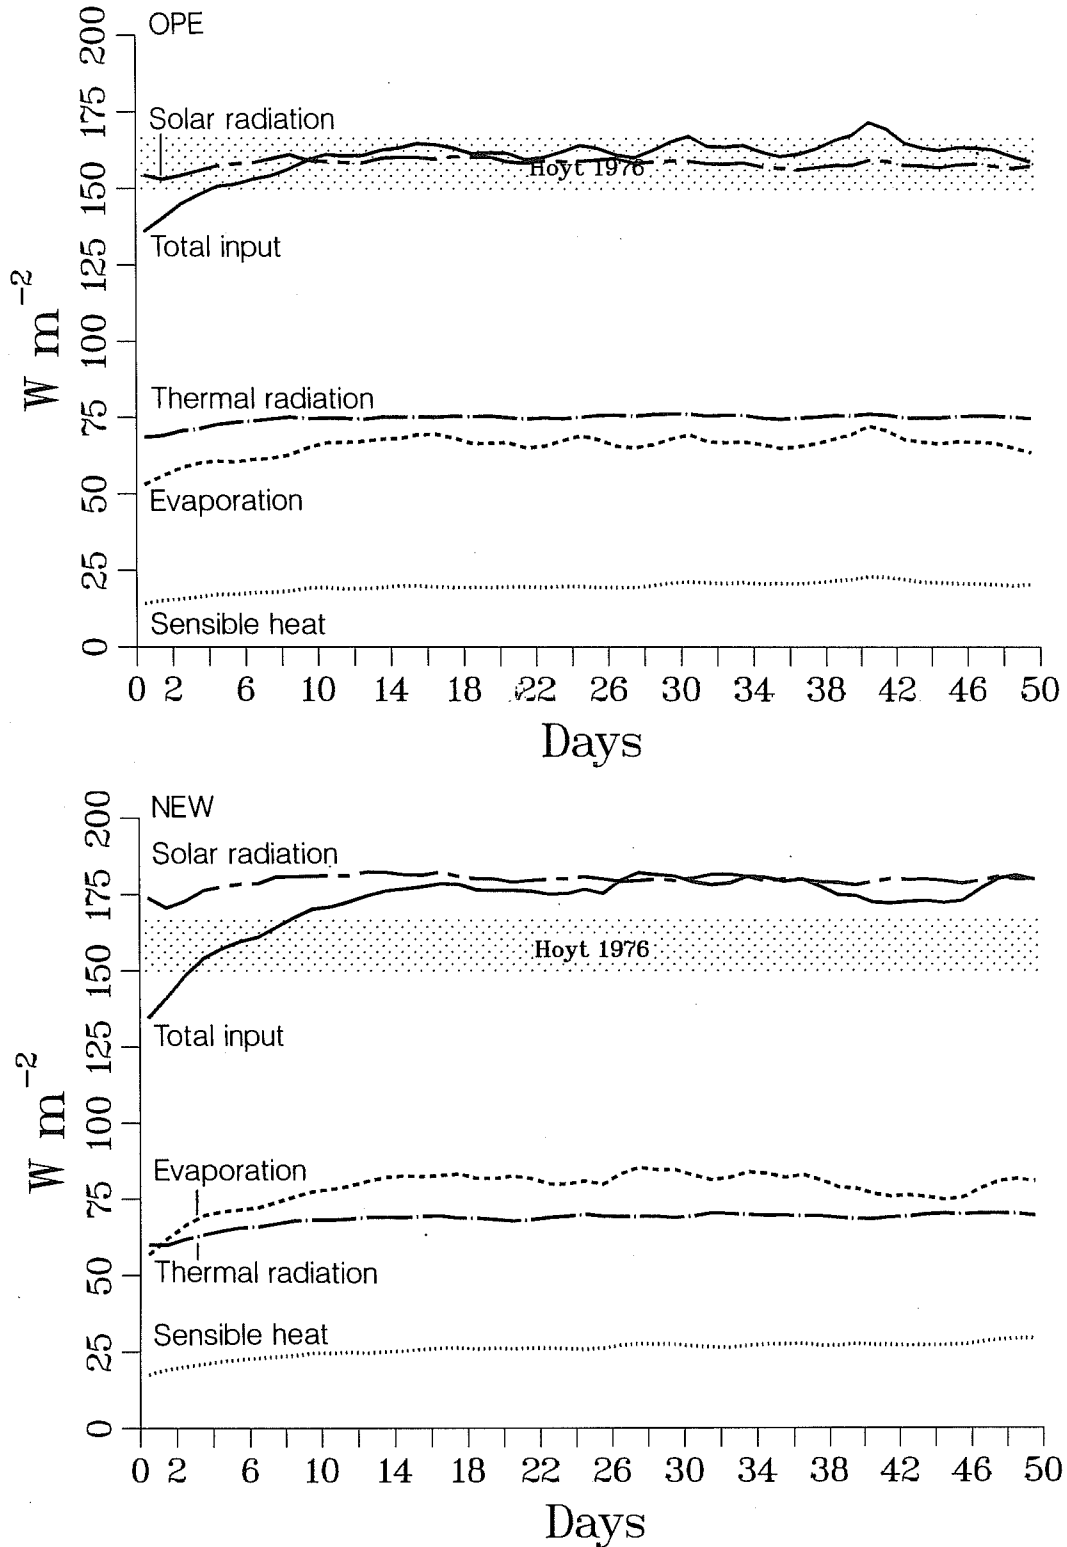 OPE
200
175
150
125
100
75
50
25
0
W m⁻²
Solar radiation
Hoyt 1976
Total input
Thermal radiation
Evaporation
Sensible heat
0 2 6 10 14 18 22 26 30 34 38 42 46 50
Days
NEW
200
175
150
125
100
75
50
25
0
W m⁻²
Solar radiation
Hoyt 1976
Total input
Evaporation
Thermal radiation
Sensible heat
0 2 6 10 14 18 22 26 30 34 38 42 46 50
Days